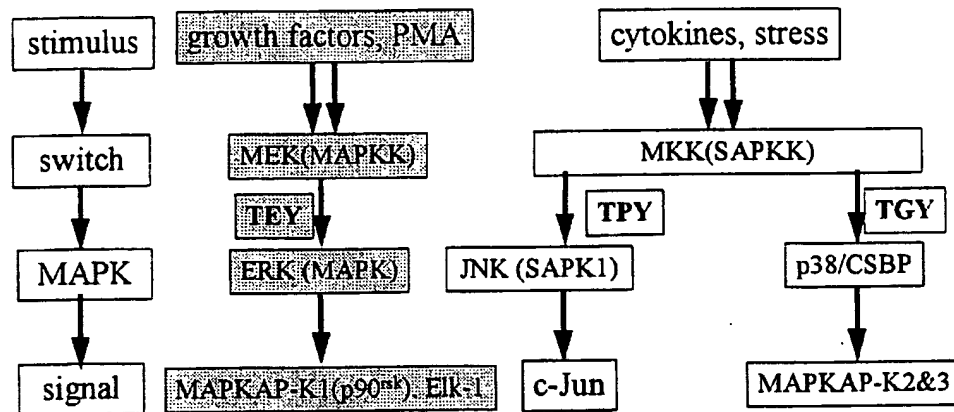 stimulus
growth factors, PMA
cytokines, stress
switch
MEK(MAPKK)
MKK(SAPKK)
TEY
TPY
TGY
MAPK
ERK (MAPK)
JNK (SAPK1)
p38/CSBP
signal
MAPKAP-K1(p90rsk), Elk-1
c-Jun
MAPKAP-K2&3